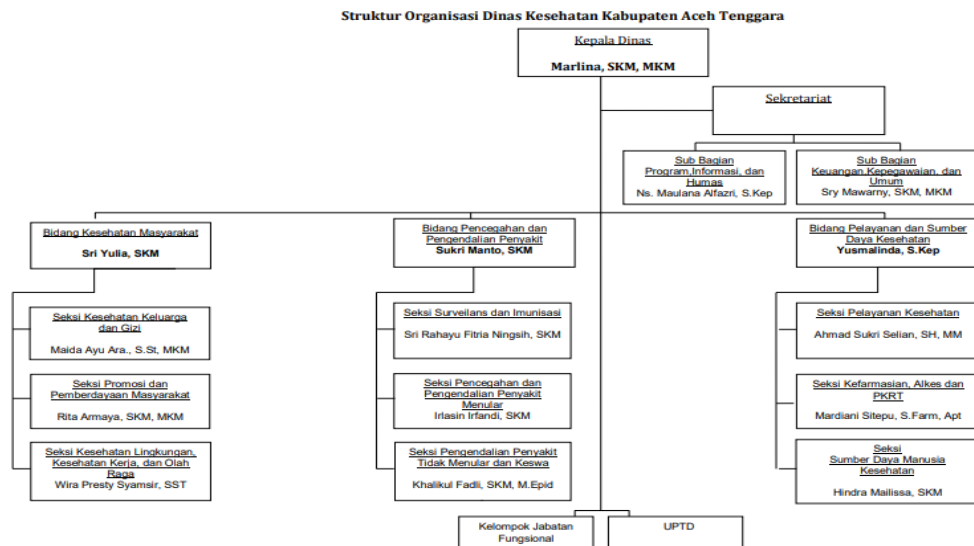 Struktur Organisasi Dinas Kesehatan Kabupaten Aceh Tenggara
Kepala Dinas
Marlina, SKM, MKM
Sekretariat
Sub Bagian
Program,Informasi, dan
Humas
Ns. Maulana Alfazri, S.Kep
Sub Bagian
Keuangan,Kepegawaian, dan
Umum
Sry Mawarny, SKM, MKM
Bidang Kesehatan Masyarakat
Sri Yulia, SKM
Bidang Pencegahan dan
Pengendalian Penyakit
Sukri Manto, SKM
Bidang Pelayanan dan Sumber
Daya Kesehatan
Yusmalinda, S.Kep
Seksi Kesehatan Keluarga
dan Gizi
Maida Ayu Ara., S.St, MKM
Seksi Surveilans dan Imunisasi
Sri Rahayu Fitria Ningsih, SKM
Seksi Pelayanan Kesehatan
Ahmad Sukri Selian, SH, MM
Seksi Promosi dan
Pemberdayaan Masyarakat
Rita Armaya, SKM, MKM
Seksi Pencegahan dan
Pengendalian Penyakit
Menular
Irlasin Irfandi, SKM
Seksi Kefarmasian, Alkes dan
PKRT
Mardiani Sitepu, S.Farm, Apt
Seksi Kesehatan Lingkungan,
Kesehatan Kerja, dan Olah
Raga
Wira Presty Syamsir, SST
Seksi Pengendalian Penyakit
Tidak Menular dan Keswa
Khalikul Fadli, SKM, M.Epid
Seksi
Sumber Daya Manusia
Kesehatan
Hindra Mailissa, SKM
Kelompok Jabatan
Fungsional
UPTD